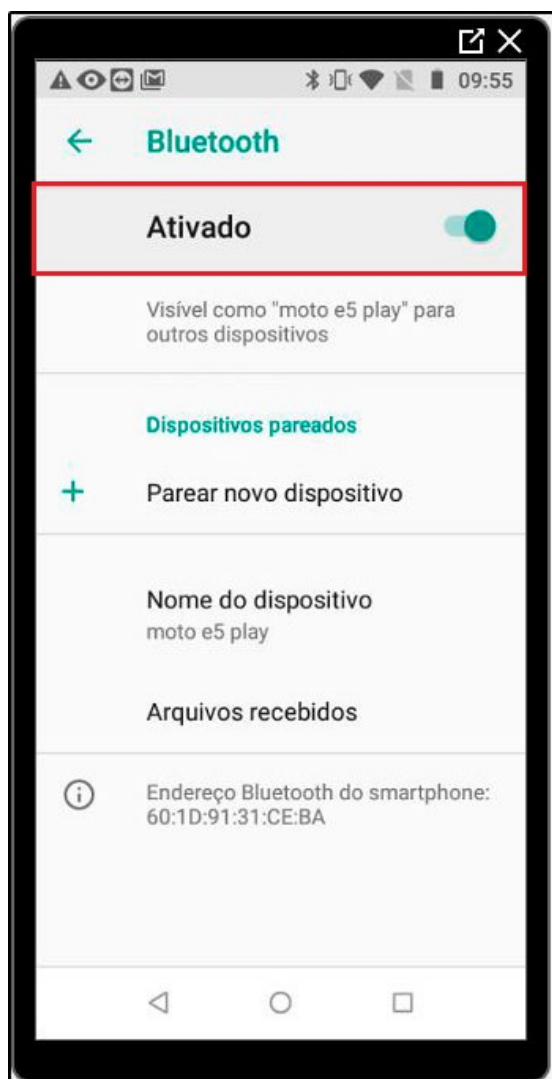 09:55
Bluetooth
Ativado
Visível como "moto e5 play" para
outros dispositivos
Dispositivos pareados
Parear novo dispositivo
Nome do dispositivo
moto e5 play
Arquivos recebidos
Endereço Bluetooth do smartphone:
60:1D:91:31:CE:BA